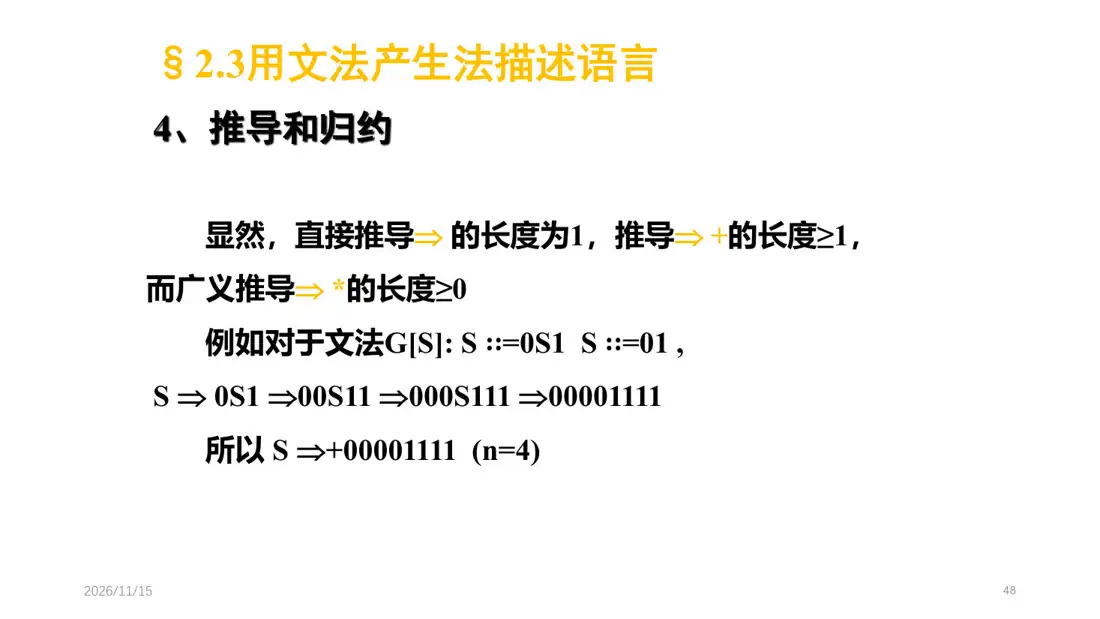 §2.3用文法产生法描述语言
4、推导和归约
显然，直接推导⇒ 的长度为1，推导⇒ +的长度≥1，
而广义推导⇒ *的长度≥0
例如对于文法G[S]: S ∷=0S1  S ∷=01 ,
S ⇒ 0S1 ⇒00S11 ⇒000S111 ⇒00001111
所以 S ⇒+00001111  (n=4)
2026/11/15
48